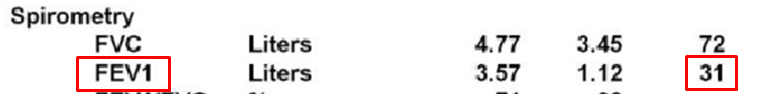 Spirometry
FVC Liters 4.77 3.45 72
FEV1 Liters 3.57 1.12 31